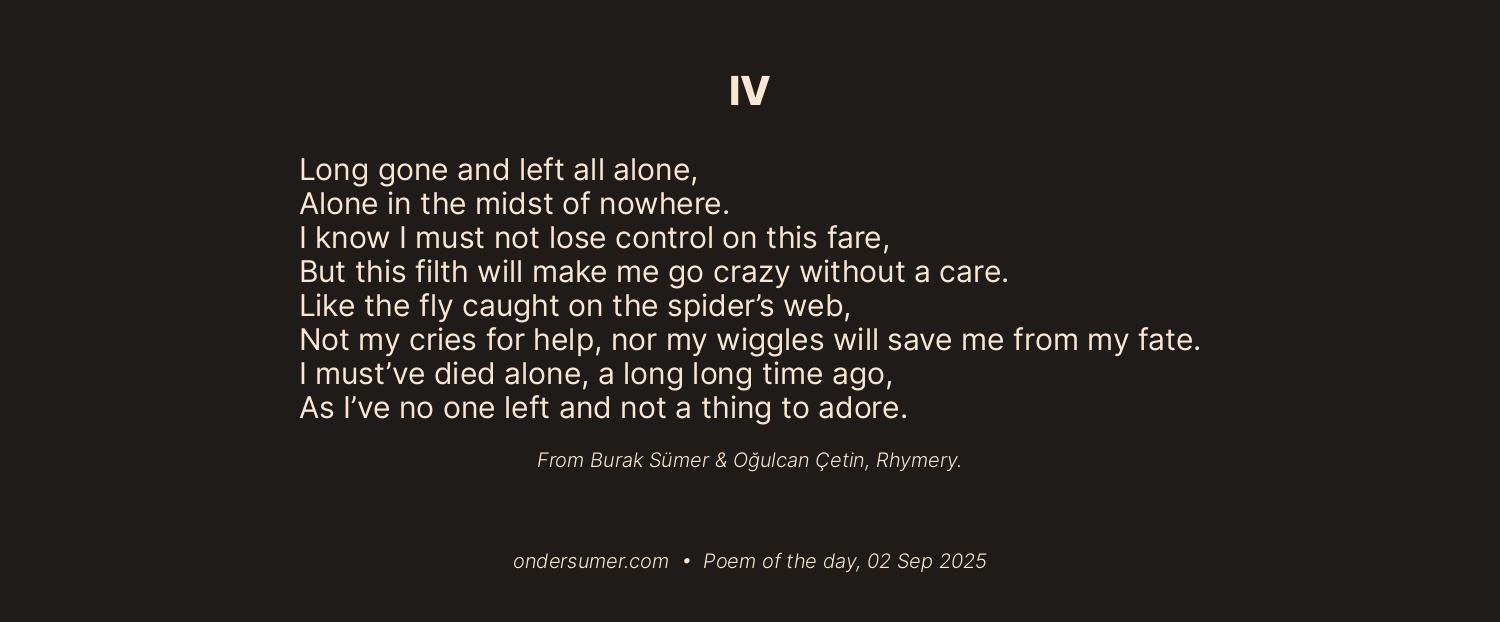 IV
Long gone and left all alone,
Alone in the midst of nowhere.
I know I must not lose control on this fare,
But this filth will make me go crazy without a care.
Like the fly caught on the spider’s web,
Not my cries for help, nor my wiggles will save me from my fate.
I must’ve died alone, a long long time ago,
As I’ve no one left and not a thing to adore.
From Burak Sümer & Oğulcan Çetin, Rhymery.
ondersumer.com • Poem of the day, 02 Sep 2025